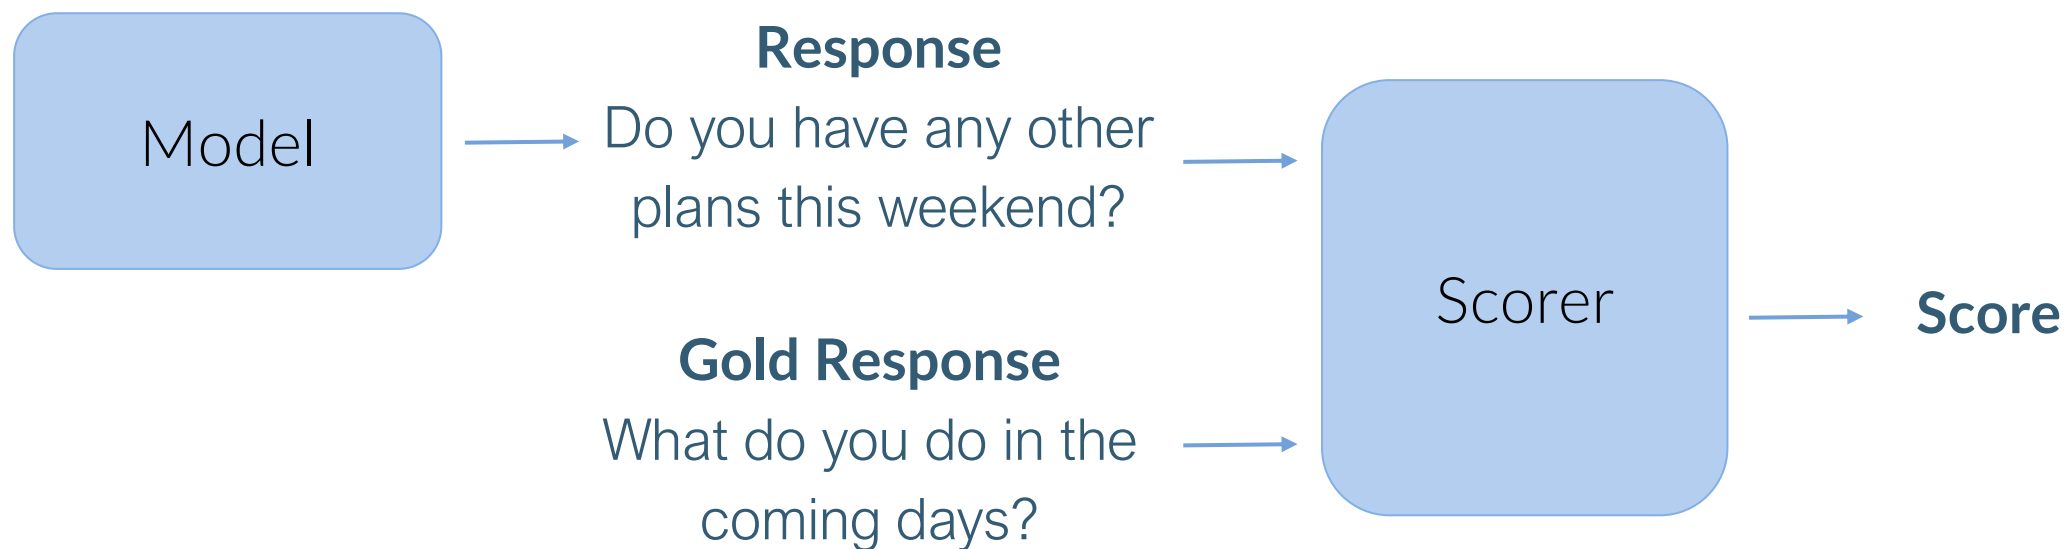 Model
Response
Do you have any other
plans this weekend?
Gold Response
What do you do in the
coming days?
Scorer
Score